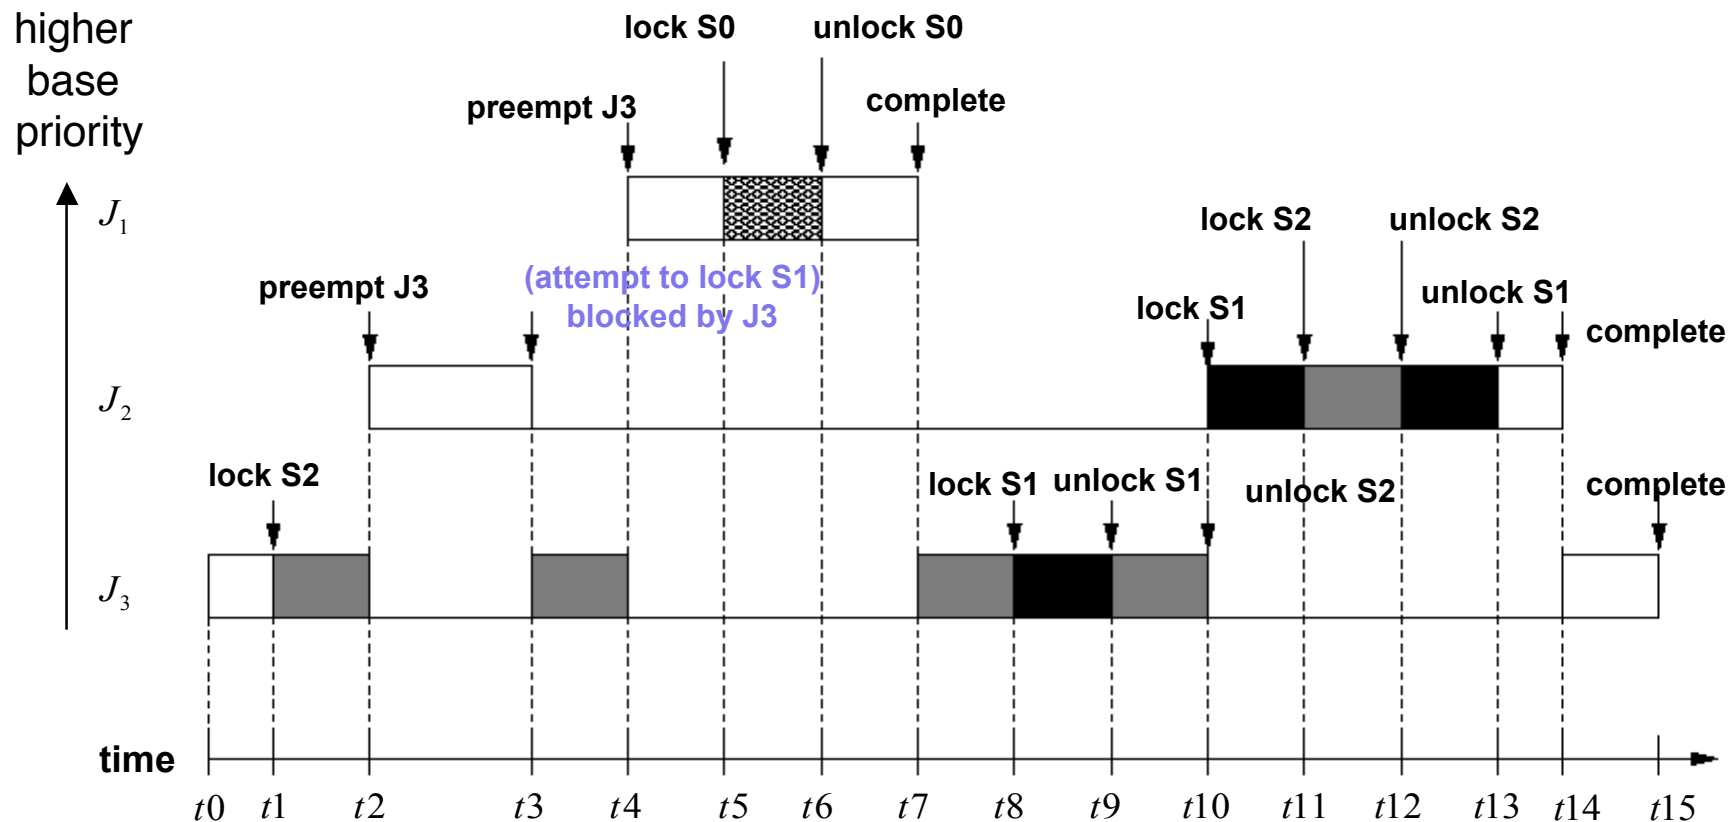 higher
base
priority
lock S0
unlock S0
preempt J3
complete
J1
lock S2
unlock S2
preempt J3
(attempt to lock S1)
blocked by J3
lock S1
unlock S1
complete
J2
lock S2
lock S1
unlock S1
unlock S2
complete
J3
time
t0 t1 t2 t3 t4 t5 t6 t7 t8 t9 t10 t11 t12 t13 t14 t15